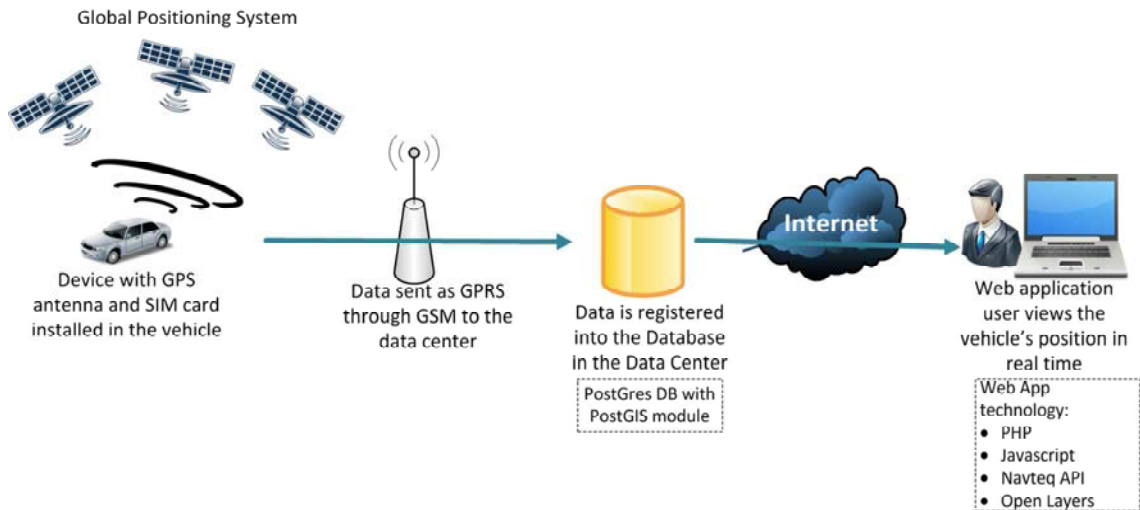 Global Positioning System
Device with GPS
antenna and SIM card
installed in the vehicle
Data sent as GPRS
through GSM to the
data center
Data is registered
into the Database
in the Data Center
PostGres DB with
PostGIS module
Internet
Web application
user views the
vehicle's position in
real time
Web App
technology:
• PHP
• Javascript
• Navteq API
• Open Layers